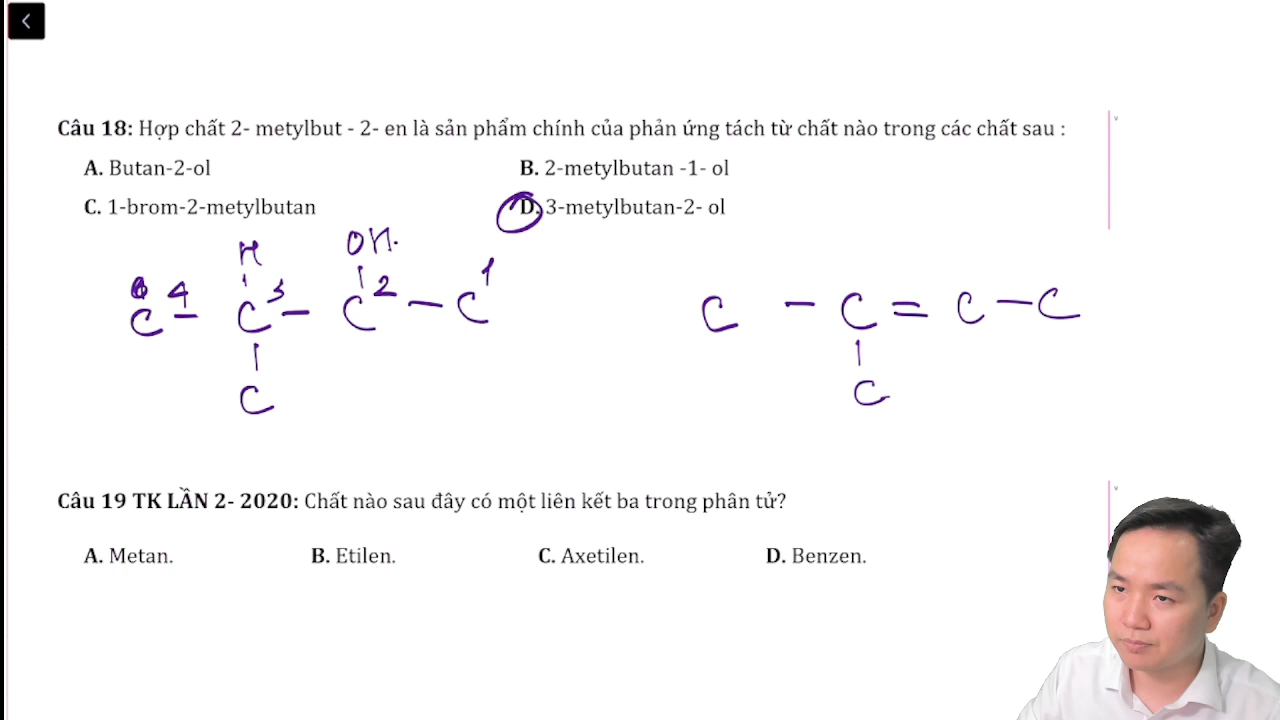 Câu 18: Hợp chất 2- metylbut - 2- en là sản phẩm chính của phản ứng tách từ chất nào trong các chất sau :
A. Butan-2-ol B. 2-metylbutan -1- ol
C. 1-brom-2-metylbutan D. 3-metylbutan-2- ol
H OH
4 3 2 1
C - C - C - C C - C = C - C
C C
Câu 19 TK LẦN 2- 2020: Chất nào sau đây có một liên kết ba trong phân tử?
A. Metan. B. Etilen. C. Axetilen. D. Benzen.